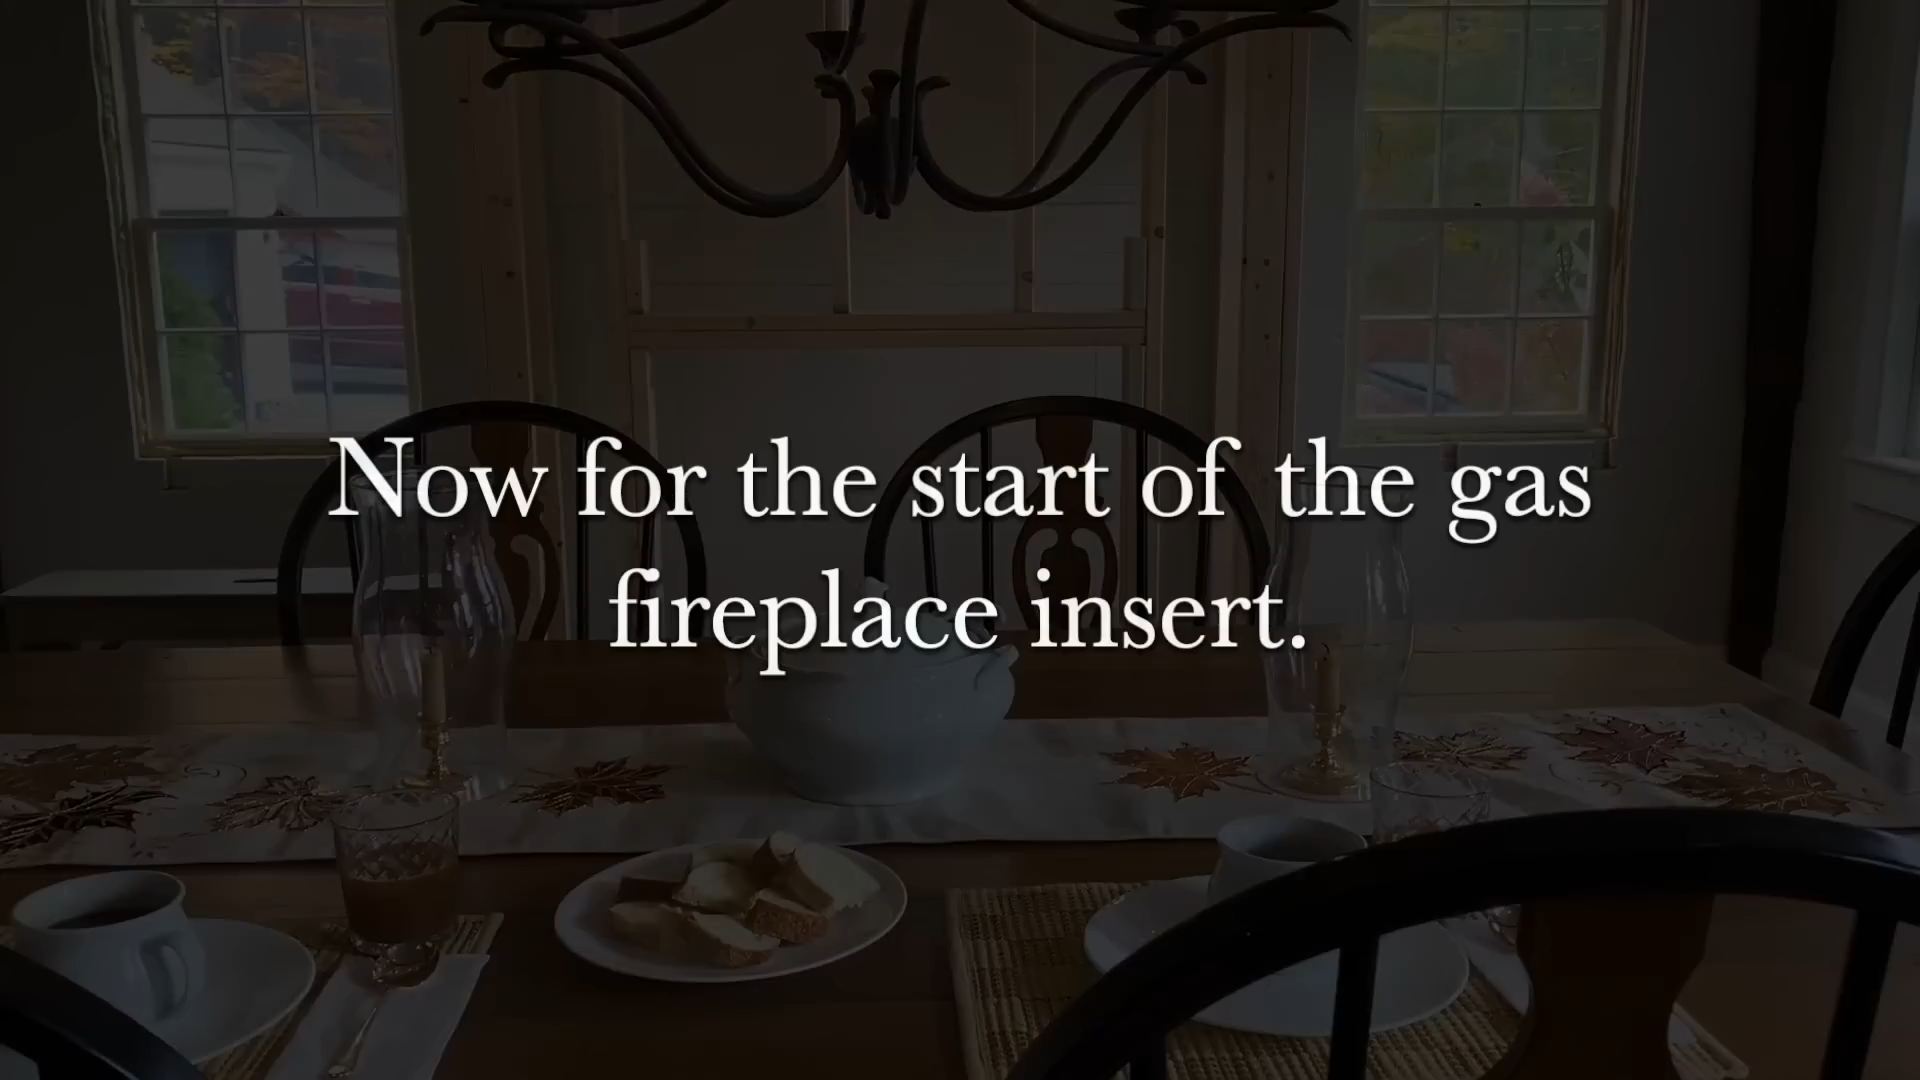 Now for the start of the gas
fireplace insert.